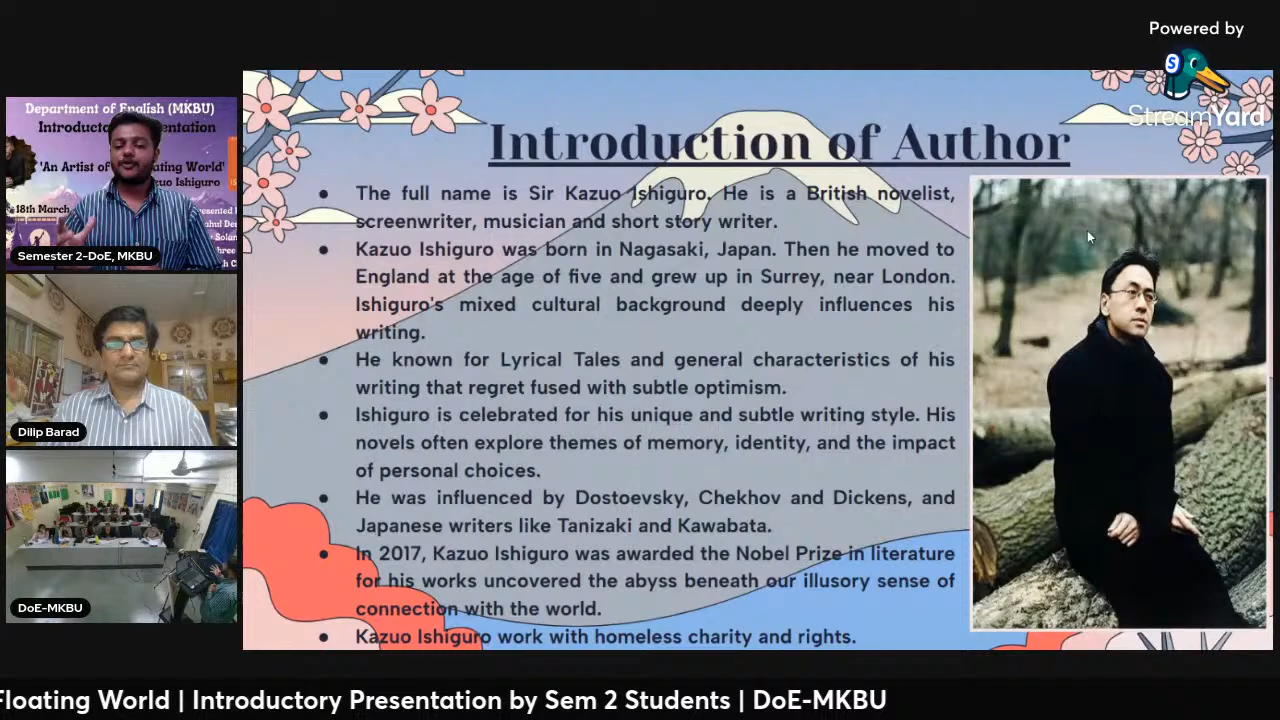 Powered by
StreamYard
Department of English (MKBU)
Presentation
'An Artist of
World'
Ishiguro
18th March
Semester 2-DoE, MKBU
Dilip Barad
DoE-MKBU
Introduction of Author
● The full name is Sir Kazuo Ishiguro. He is a British novelist,
screenwriter, musician and short story writer.
● Kazuo Ishiguro was born in Nagasaki, Japan. Then he moved to
England at the age of five and grew up in Surrey, near London.
Ishiguro's mixed cultural background deeply influences his
writing.
● He known for Lyrical Tales and general characteristics of his
writing that regret fused with subtle optimism.
● Ishiguro is celebrated for his unique and subtle writing style. His
novels often explore themes of memory, identity, and the impact
of personal choices.
● He was influenced by Dostoevsky, Chekhov and Dickens, and
Japanese writers like Tanizaki and Kawabata.
● In 2017, Kazuo Ishiguro was awarded the Nobel Prize in literature
for his works uncovered the abyss beneath our illusory sense of
connection with the world.
● Kazuo Ishiguro work with homeless charity and rights.
Floating World | Introductory Presentation by Sem 2 Students | DoE-MKBU